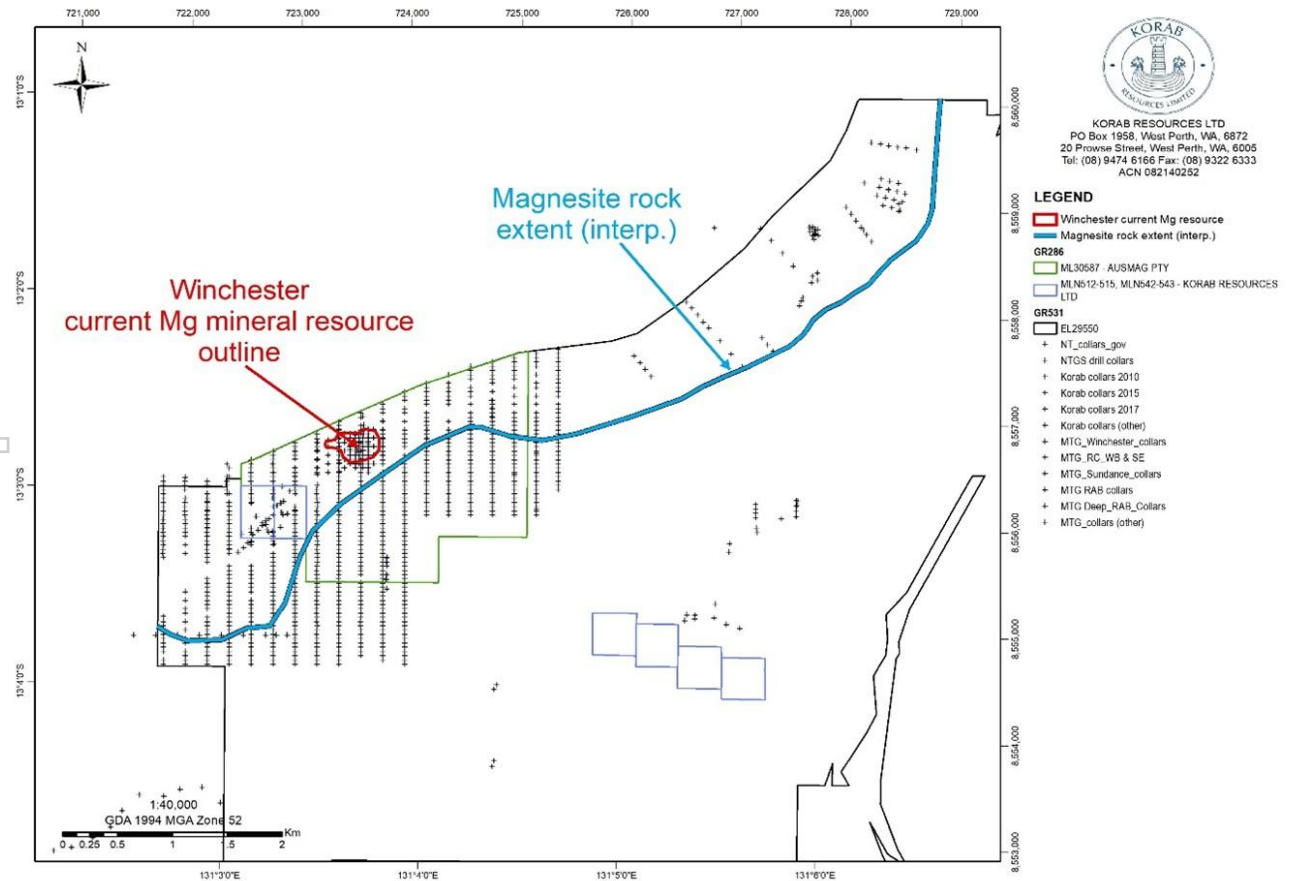 721,000 722,000 723,000 724,000 725,000 726,000 727,000 728,000 729,000
N
13°1'0"S
13°2'0"S
13°3'0"S
13°4'0"S
Magnesite rock
extent (interp.)
Winchester
current Mg mineral resource
outline
8,560,000
8,559,000
8,558,000
8,557,000
8,556,000
8,555,000
8,554,000
8,553,000
1:40,000
GDA 1994 MGA Zone 52
Km
0 0.25 0.5 1 1.5 2
131°3'0"E 131°4'0"E 131°5'0"E 131°6'0"E
KORAB
RESOURCES LIMITED
KORAB RESOURCES LTD
PO Box 1958, West Perth, WA, 6872
20 Prowse Street, West Perth, WA, 6005
Tel: (08) 9474 6166 Fax: (08) 9322 6333
ACN 082140252
LEGEND
Winchester current Mg resource
Magnesite rock extent (interp.)
GR286
ML30587 - AUSMAG PTY
MLN512-515, MLN542-543 - KORAB RESOURCES
LTD
GR531
EL29550
NT_collars_gov
NTGS drill collars
Korab collars 2010
Korab collars 2015
Korab collars 2017
Korab collars (other)
MTG_Winchester_collars
MTG_RC_WB & SE
MTG_Sundance_collars
MTG RAB collars
MTG Deep_RAB_Collars
MTG_collars (other)